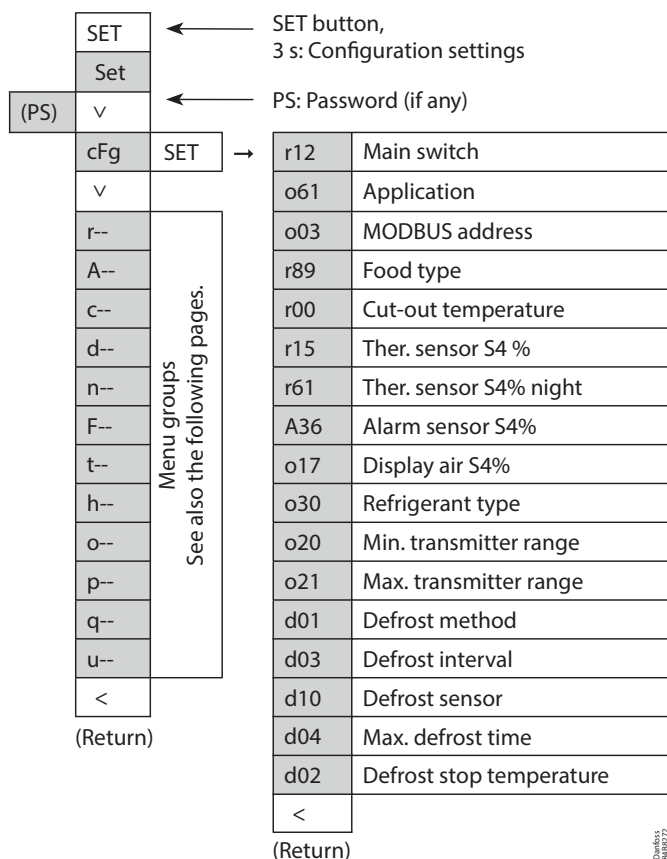 SET
SET button,
3 s: Configuration settings
Set
(PS)
˅
PS: Password (if any)
cFg
SET
→
˅
r--
A--
c--
d--
n--
F--
t--
h--
o--
p--
q--
u--
<
(Return)
Menu groups
See also the following pages.
r12 Main switch
o61 Application
o03 MODBUS address
r89 Food type
r00 Cut-out temperature
r15 Ther. sensor S4 %
r61 Ther. sensor S4% night
A36 Alarm sensor S4%
o17 Display air S4%
o30 Refrigerant type
o20 Min. transmitter range
o21 Max. transmitter range
d01 Defrost method
d03 Defrost interval
d10 Defrost sensor
d04 Max. defrost time
d02 Defrost stop temperature
<
(Return)
Danfoss